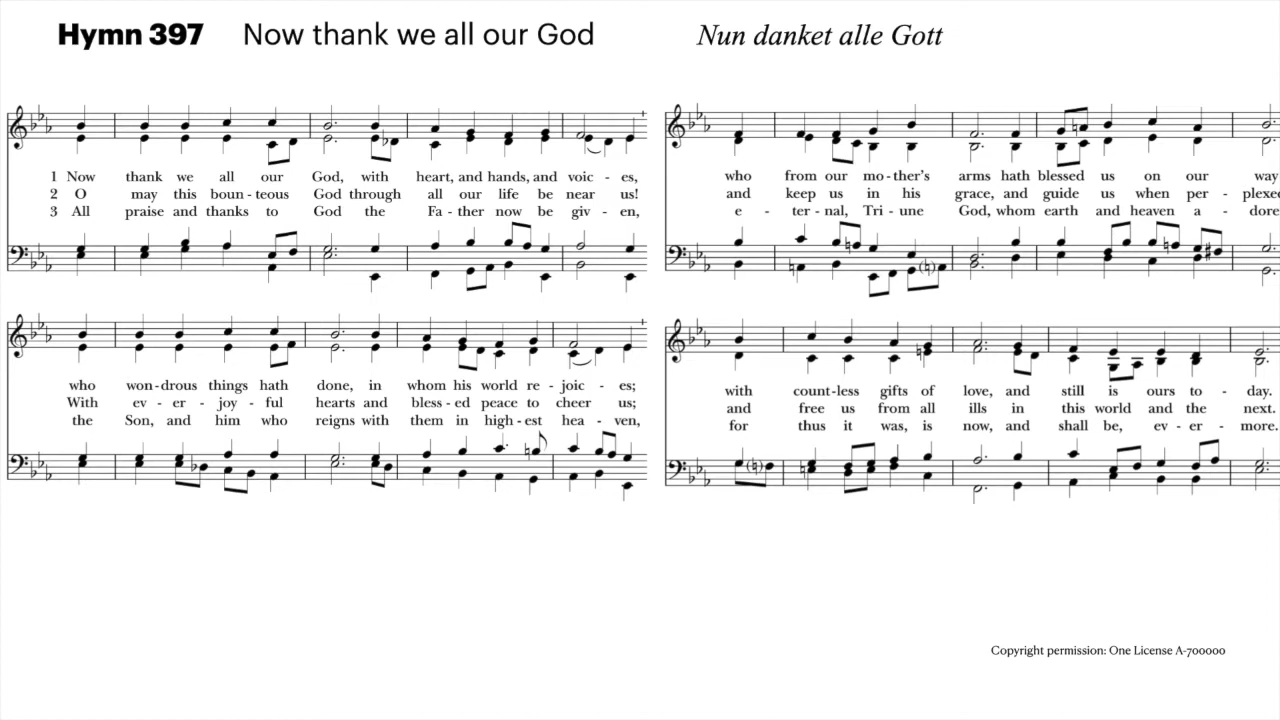 Hymn 397 Now thank we all our God Nun danket alle Gott
1 Now thank we all our God, with heart, and hands, and voic - es,
2 O may this boun - teous God through all our life be near us!
3 All praise and thanks to God the Fa - ther now be giv - en,
who from our mo - ther's arms hath blessed us on our way
and keep us in his grace, and guide us when per - plexe
e - ter - nal, Tri - une God, whom earth and heaven a - dore
who won - drous things hath done, in whom his world re - joic - es;
With ev - er - joy - ful hearts and bless - ed peace to cheer us;
the Son, and him who reigns with them in high - est hea - ven,
with count - less gifts of love, and still is ours to - day.
and free us from all ills in this world and the next.
for thus it was, is now, and shall be, ev - er - more.
Copyright permission: One License A-700000